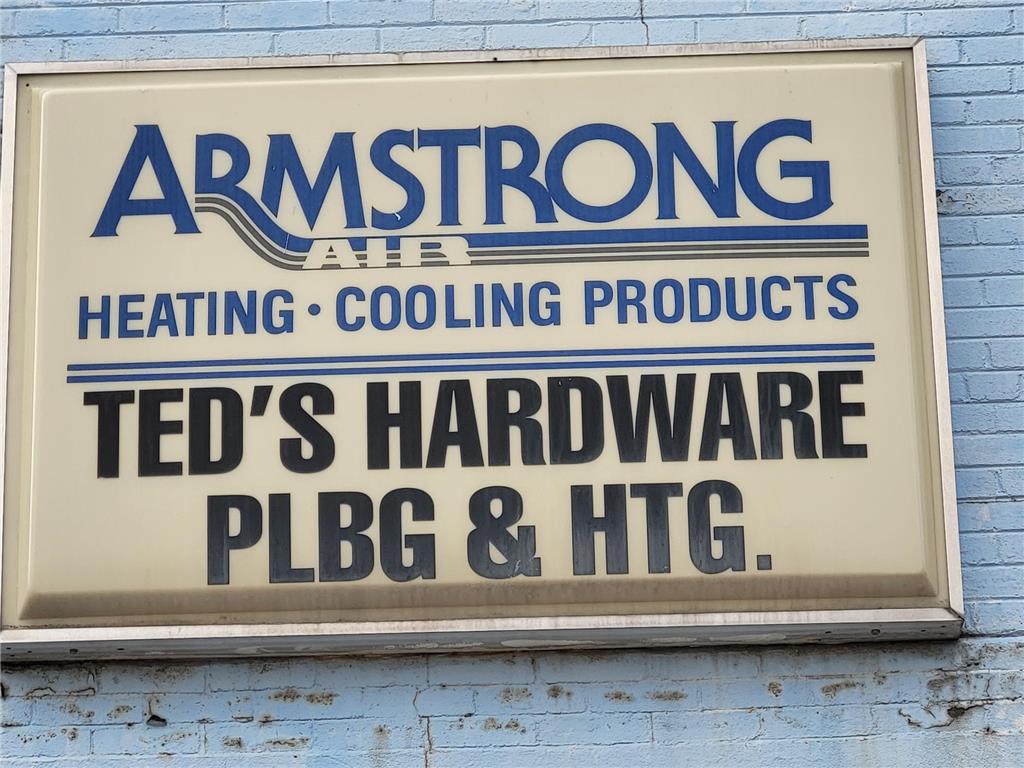 ARMSTRONG
AIR
HEATING · COOLING PRODUCTS
TED'S HARDWARE
PLBG & HTG.